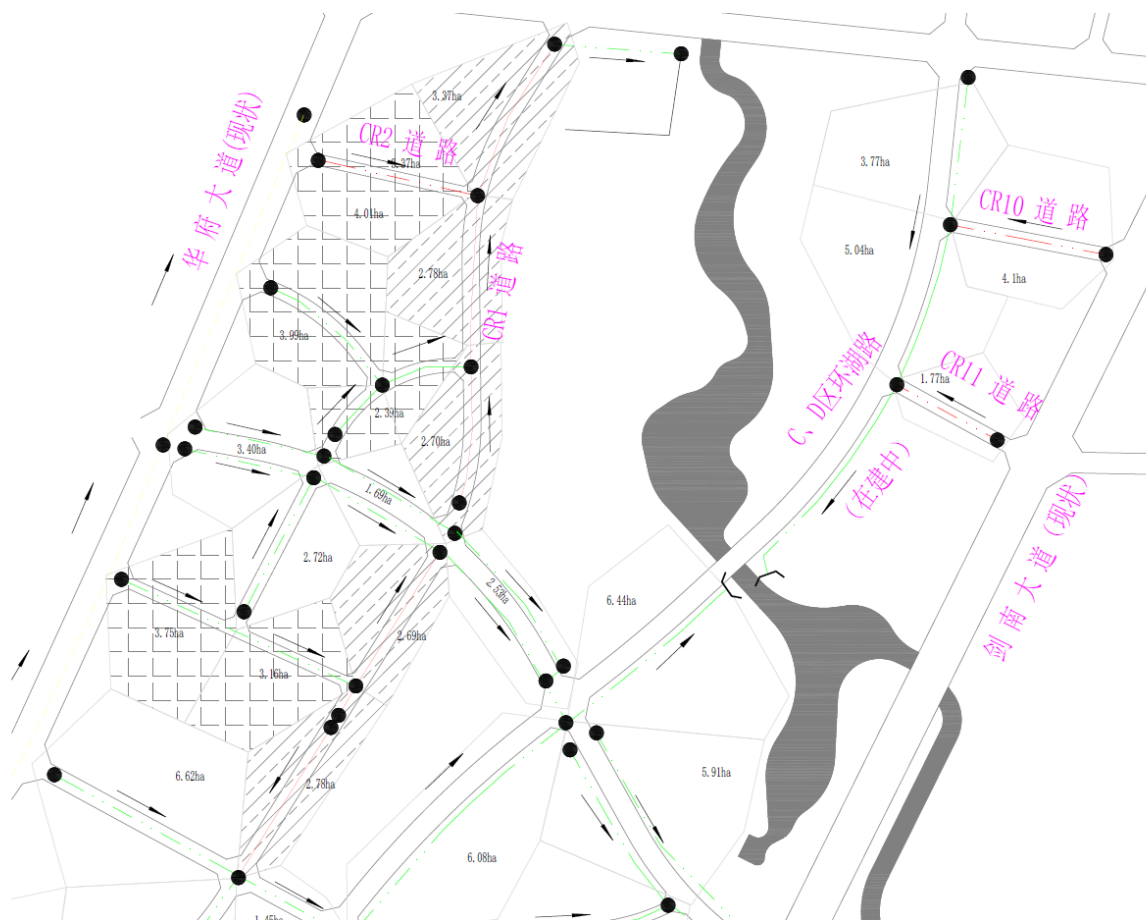 3.37ha
CR2 道路
3.37ha
华府大道(现状)
4.01ha
3.77ha
CR10 道路
5.04ha
4.1ha
2.78ha
CR1 道路
3.99ha
C、D区环湖路
(在建中)
1.77ha
CR11 道路
2.39ha
2.70ha
3.40ha
1.69ha
剑南大道(现状)
2.72ha
2.53ha
6.44ha
3.75ha
2.69ha
3.16ha
6.62ha
2.78ha
5.91ha
6.08ha
1.45ha